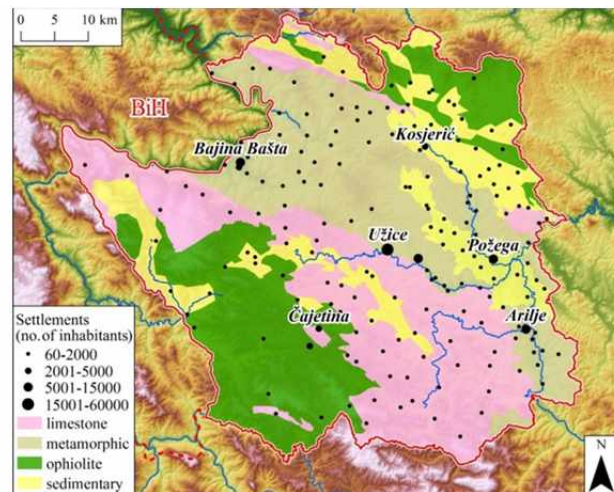 0 5 10 km
BiH
Kosjerić
Bajina Bašta
Užice
Požega
Čajetina
Arilje
Settlements
(no.of inhabitants)
60-2000
2001-5000
5001-15000
15001-60000
limestone
metamorphic
ophiolite
sedimentary
N